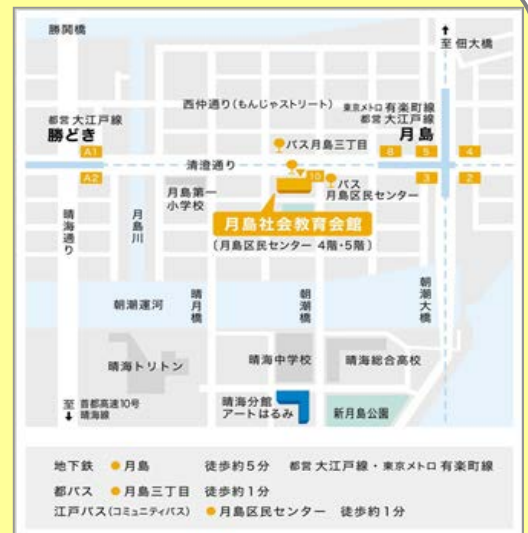 勝鬨橋
至 佃大橋
西仲通り(もんじゃストリート)
東京メトロ 有楽町線
都営 大江戸線
月島
都営 大江戸線
勝どき
バス月島三丁目
A1
8
5
4
清澄通り
10
A2
3
2
バス
月島区民センター
月島第一
小学校
月島社会教育会館
〔月島区民センター 4階・5階〕
晴海通り
月島川
朝潮運河
晴月橋
朝潮橋
朝潮大橋
晴海トリトン
晴海中学校
晴海総合高校
晴海分館
アートはるみ
新月島公園
至 首都高速10号
晴海線
地下鉄 ●月島 徒歩約5分 都営 大江戸線・東京メトロ 有楽町線
都バス ●月島三丁目 徒歩約1分
江戸バス(コミュニティバス) ●月島区民センター 徒歩約1分